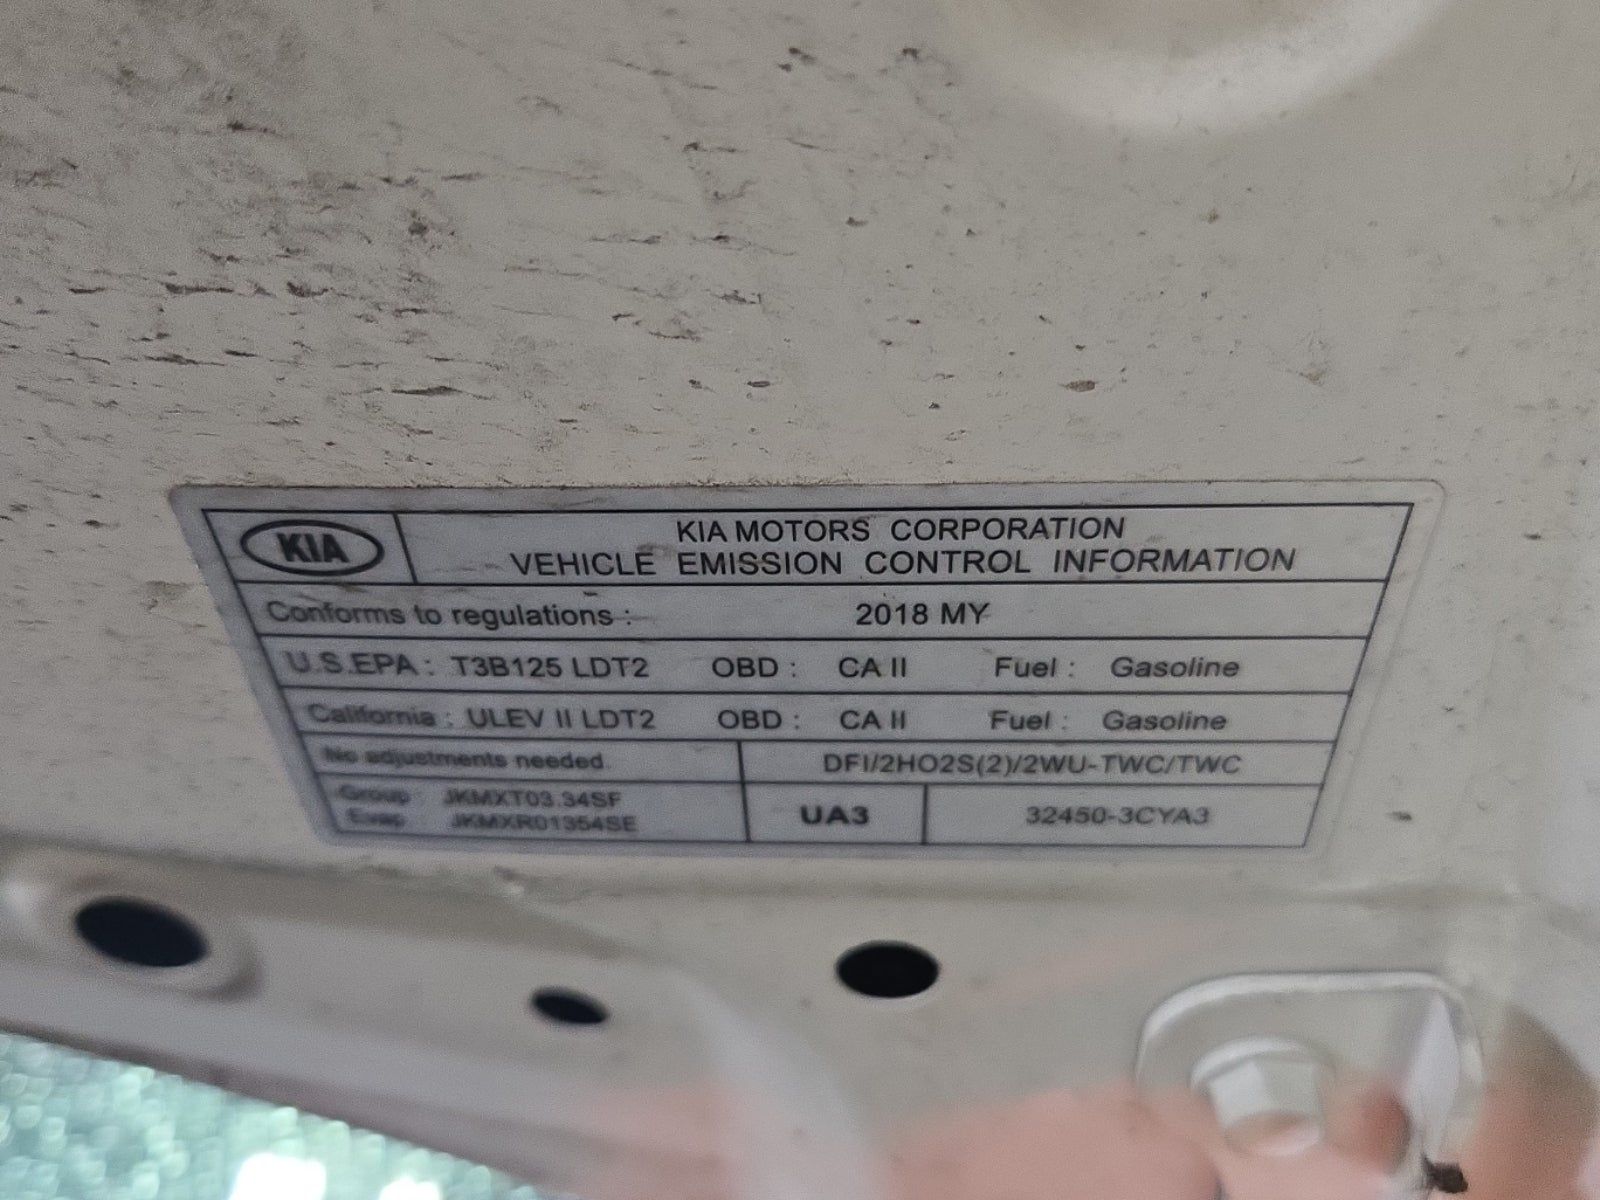 KIA
KIA MOTORS CORPORATION
VEHICLE EMISSION CONTROL INFORMATION
Conforms to regulations : 2018 MY
U.S.EPA : T3B125 LDT2 OBD : CA II Fuel : Gasoline
California : ULEV II LDT2 OBD : CA II Fuel : Gasoline
No adjustments needed. DFI/2HO2S(2)/2WU-TWC/TWC
Group JKMXT03.34SF
Evap JKMXR01354SE
UA3
32450-3CYA3